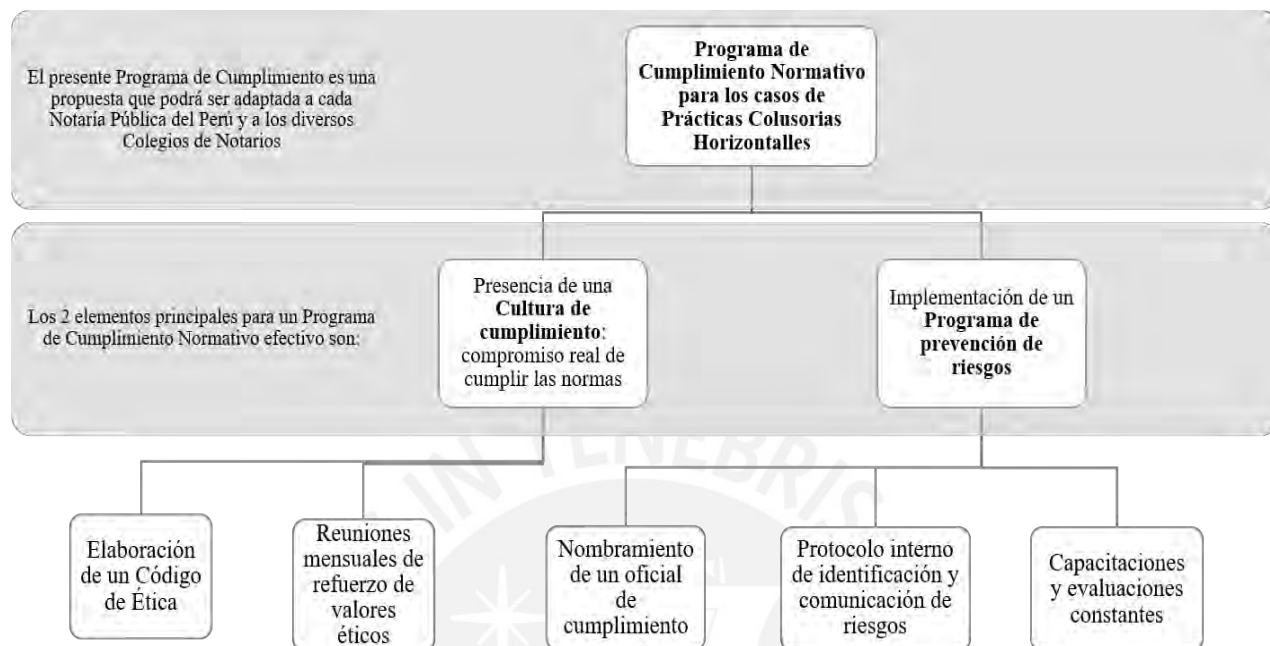 El presente Programa de Cumplimiento es una
propuesta que podrá ser adaptada a cada
Notaría Pública del Perú y a los diversos
Colegios de Notarios
Programa de
Cumplimiento Normativo
para los casos de
Prácticas Colusorias
Horizontalles
Los 2 elementos principales para un Programa
de Cumplimiento Normativo efectivo son:
Presencia de una
Cultura de
cumplimiento:
compromiso real de
cumplir las normas
Implementación de un
Programa de
prevención de
riesgos
IN TENEBRIS
Elaboración
de un Código
de Ética
Reuniones
mensuales de
refuerzo de
valores
éticos
Nombramiento
de un oficial
de
cumplimiento
Protocolo interno
de identificación y
comunicación de
riesgos
Capacitaciones
y evaluaciones
constantes